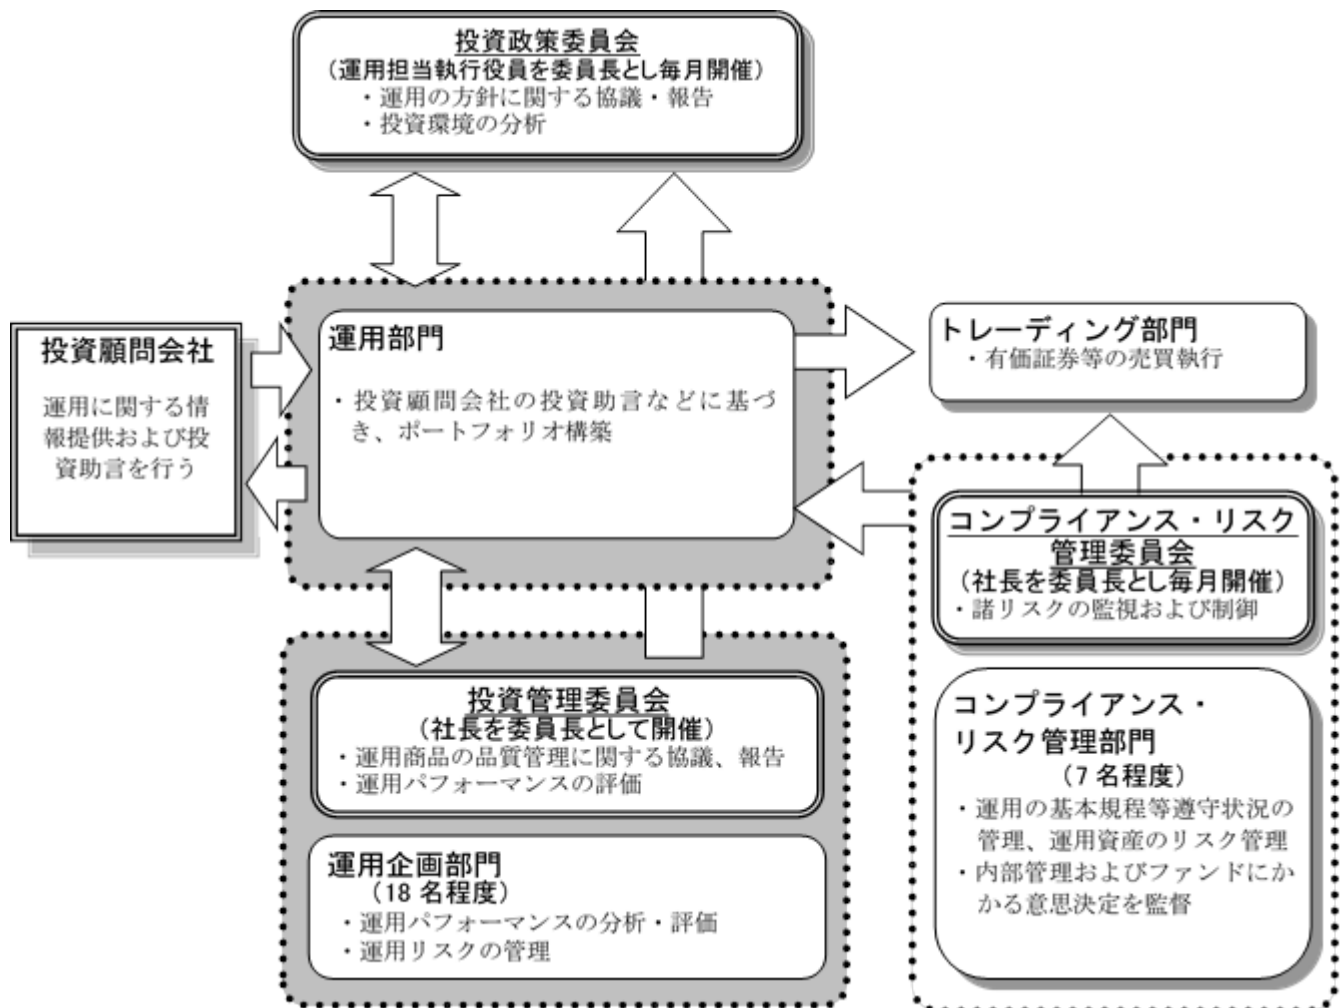 投資政策委員会
（運用担当執行役員を委員長とし毎月開催）
・運用の方針に関する協議・報告
・投資環境の分析
投資顧問会社
運用に関する情
報提供および投
資助言を行う
運用部門
・投資顧問会社の投資助言などに基づ
き、ポートフォリオ構築
トレーディング部門
・有価証券等の売買執行
コンプライアンス・リスク
管理委員会
（社長を委員長とし毎月開催）
・諸リスクの監視および制御
投資管理委員会
（社長を委員長として開催）
・運用商品の品質管理に関する協議、報告
・運用パフォーマンスの評価
運用企画部門
（18 名程度）
・運用パフォーマンスの分析・評価
・運用リスクの管理
コンプライアンス・
リスク管理部門
（7 名程度）
・運用の基本規程等遵守状況の
管理、運用資産のリスク管理
・内部管理およびファンドにか
かる意思決定を監督